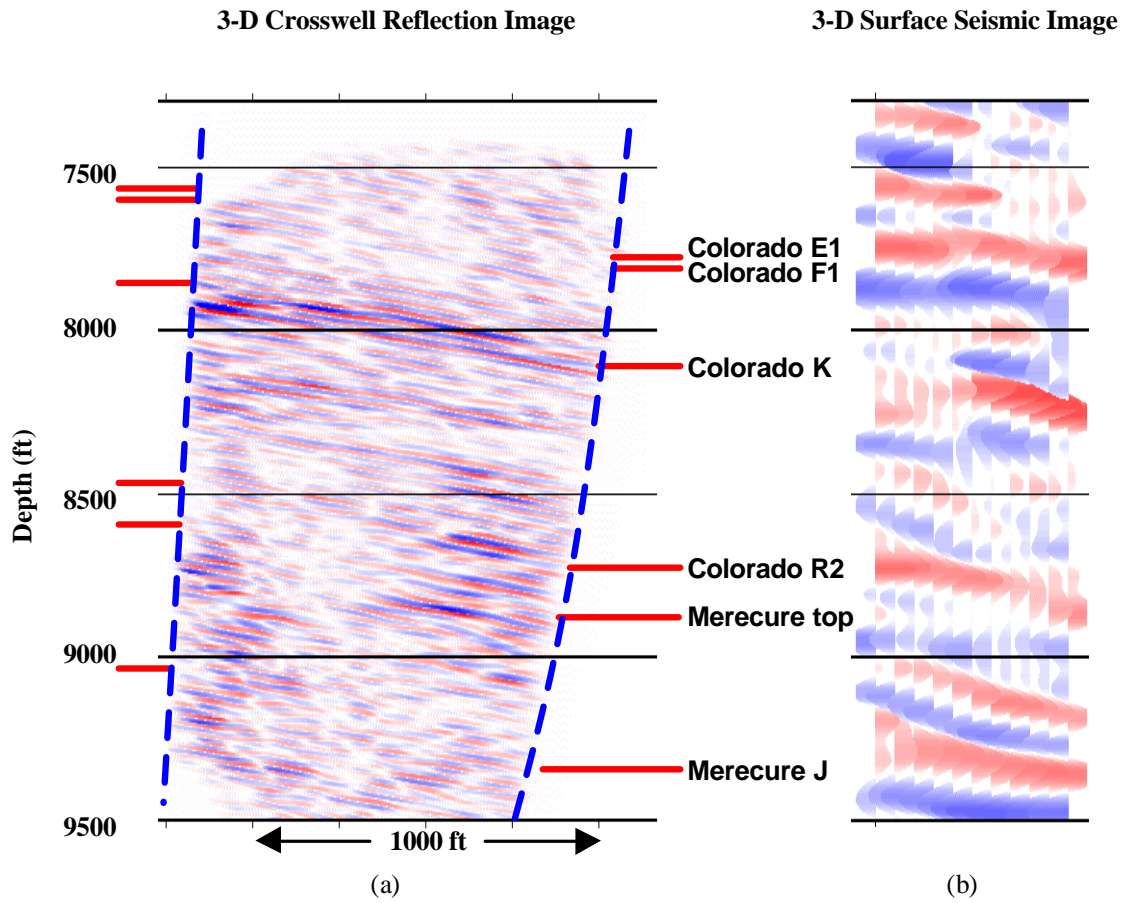 3-D Crosswell Reflection Image
3-D Surface Seismic Image
7500
8000
8500
9000
9500
Depth (ft)
Colorado E1
Colorado F1
Colorado K
Colorado R2
Merecure top
Merecure J
1000 ft
(a)
(b)